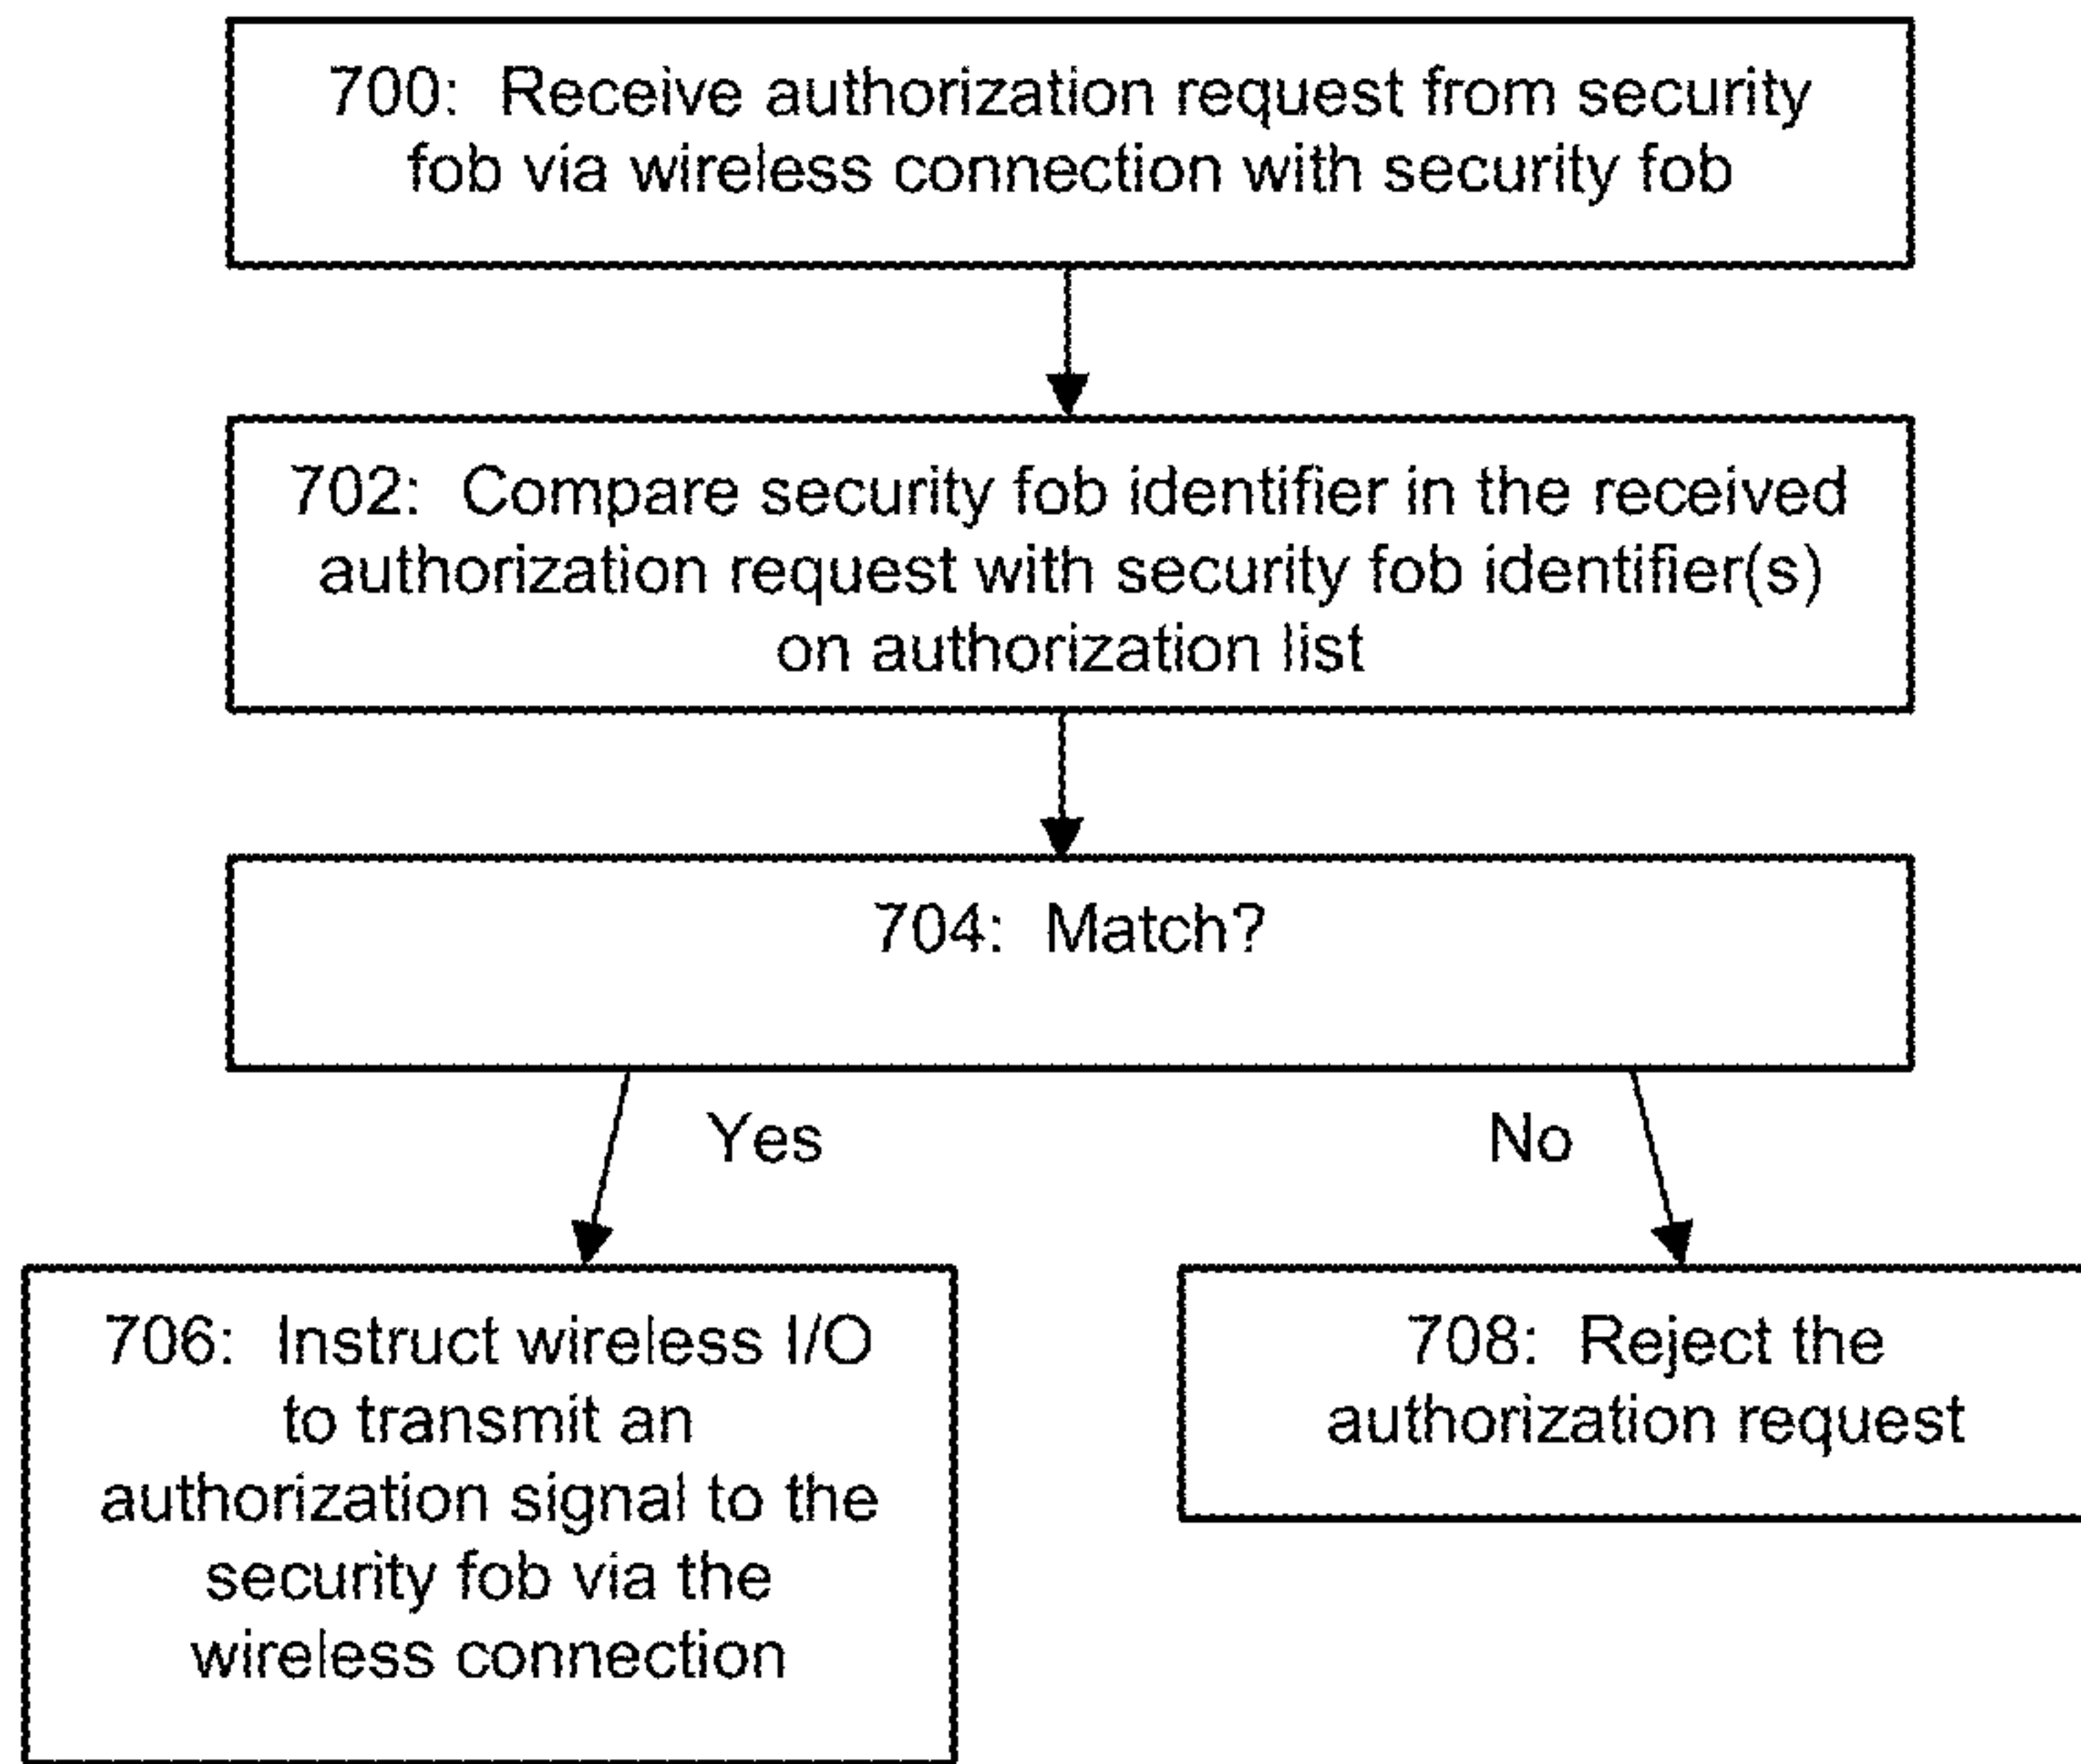 700: Receive authorization request from security
fob via wireless connection with security fob
702: Compare security fob identifier in the received
authorization request with security fob identifier(s)
on authorization list
704: Match?
Yes
No
706: Instruct wireless I/O
to transmit an
authorization signal to the
security fob via the
wireless connection
708: Reject the
authorization request